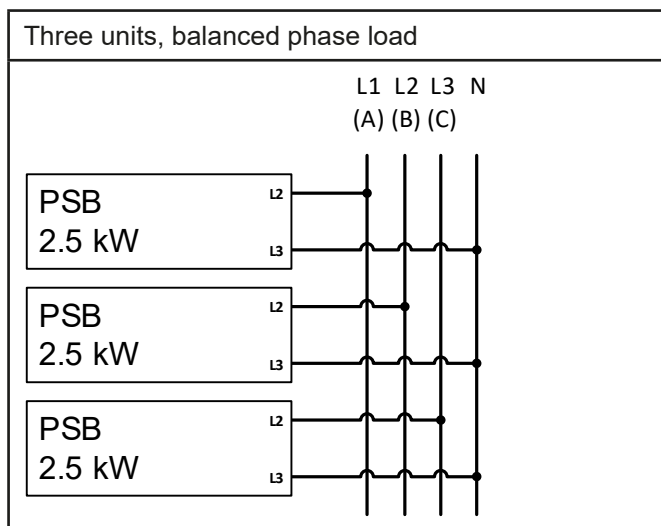 Three units, balanced phase load
L1 L2 L3 N
(A) (B) (C)
PSB
2.5 kW
L2
L3
PSB
2.5 kW
L2
L3
PSB
2.5 kW
L2
L3